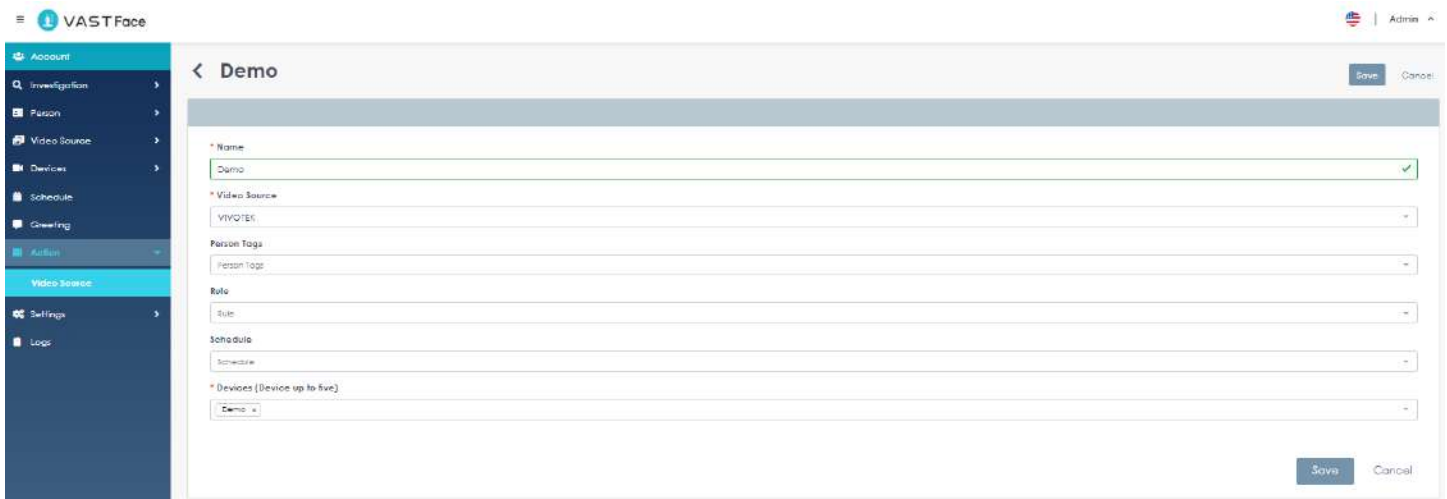 VASTFace
Admin
Account
Investigation
Person
Video Source
Devices
Schedule
Greeting
Action
Video Source
Settings
Logs
Demo
Save Cancel
* Name
Demo
* Video Source
VIVOTEK
Person Tags
Person Tags
Role
Rule
Schedule
Schedule
* Devices (Device up to five)
Demo x
Save Cancel